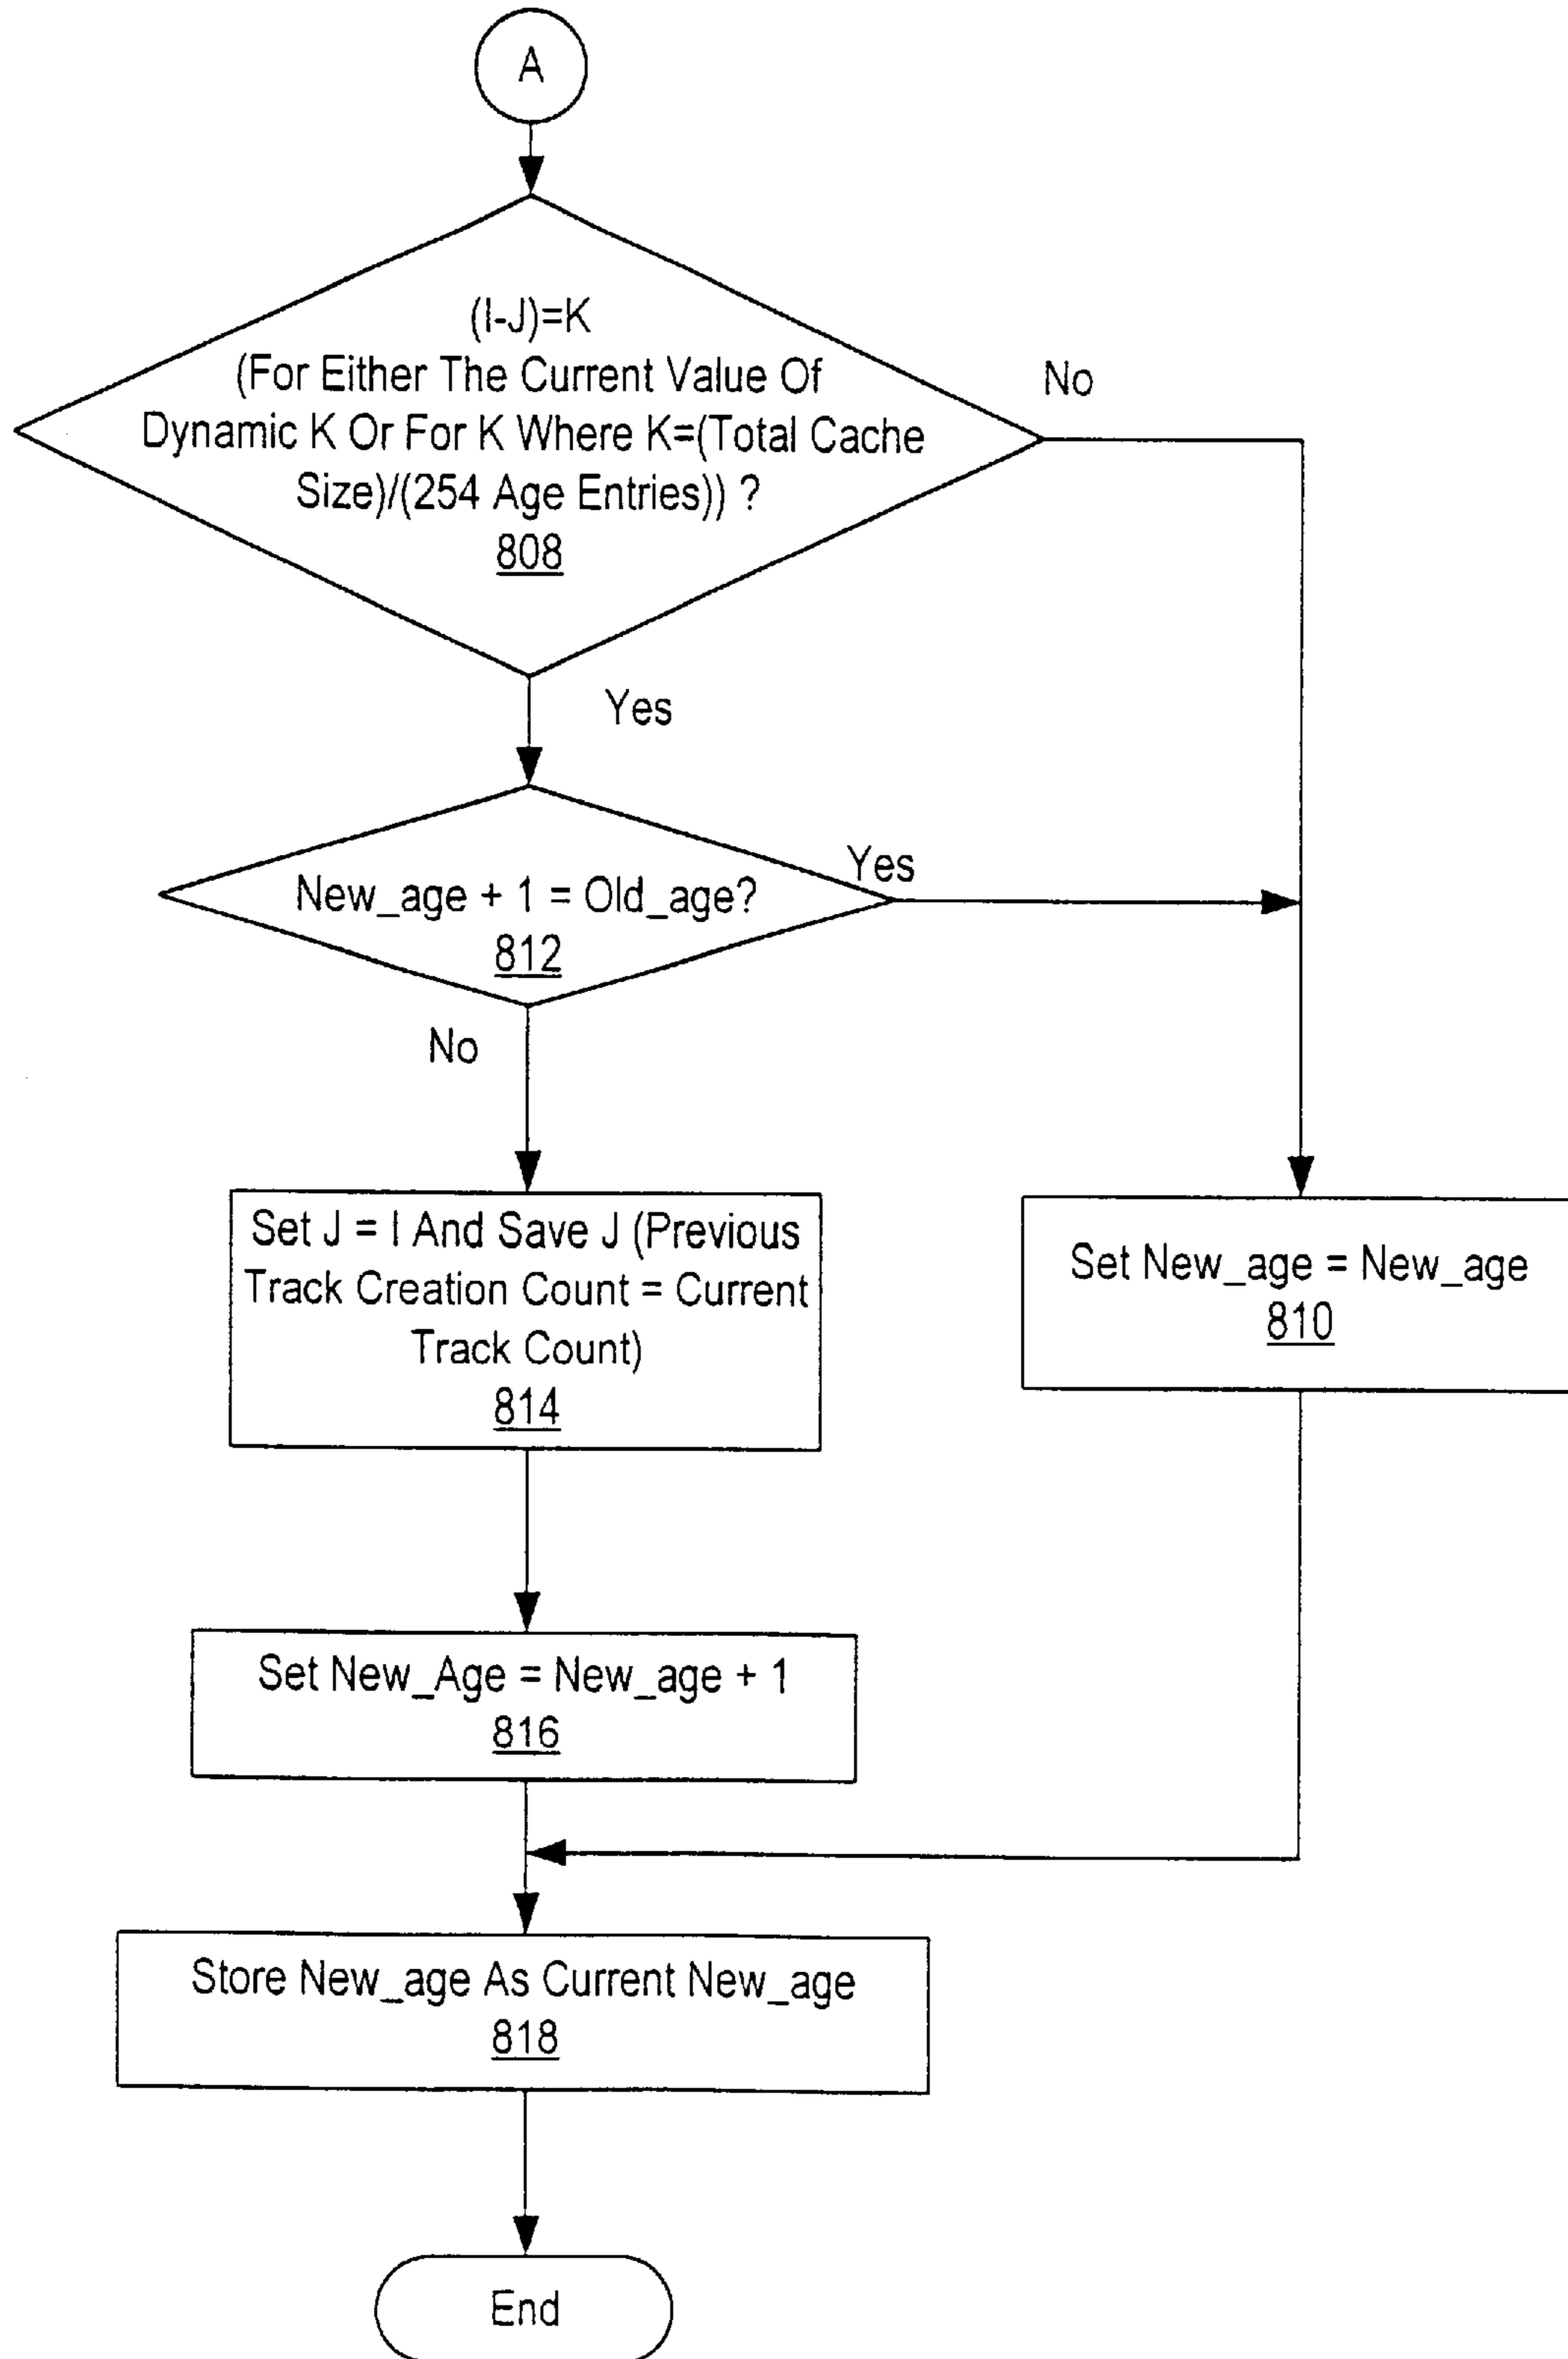 A
(I-J)=K
(For Either The Current Value Of
Dynamic K Or For K Where K=(Total Cache
Size)/(254 Age Entries)) ?
808
No
Yes
New_age + 1 = Old_age?
812
Yes
No
Set J = I And Save J (Previous
Track Creation Count = Current
Track Count)
814
Set New_age = New_age
810
Set New_Age = New_age + 1
816
Store New_age As Current New_age
818
End